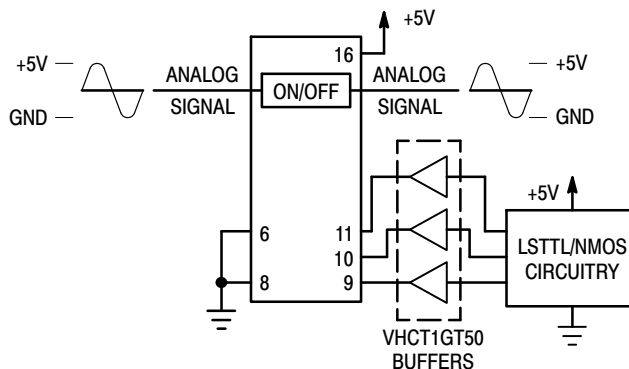 +5V
16
+5V
ANALOG
SIGNAL
ON/OFF
ANALOG
SIGNAL
+5V
GND
GND
+5V
6
11
LSTTL/NMOS
CIRCUITRY
10
8
9
VHCT1GT50
BUFFERS